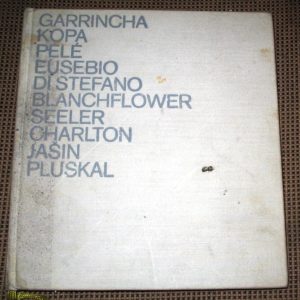 GARRINCHA
KOPA
PELÉ
EUSEBIO
DI STEFANO
BLANCHFLOWER
SEELER
CHARLTON
JAŠIN
PLUSKAL